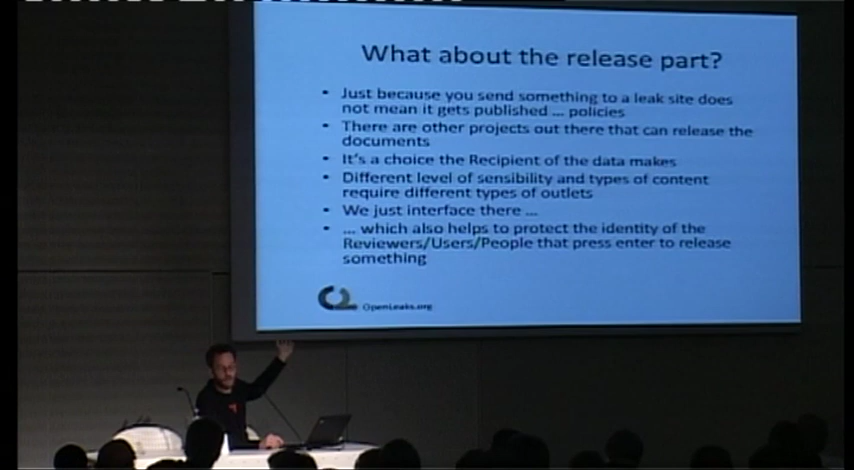 What about the release part?
• Just because you send something to a leak site does
not mean it gets published ... policies
• There are other projects out there that can release the
documents
• It's a choice the Recipient of the data makes
• Different level of sensibility and types of content
require different types of outlets
• We just interface there ...
• ... which also helps to protect the identity of the
Reviewers/Users/People that press enter to release
something
OpenLeaks.org